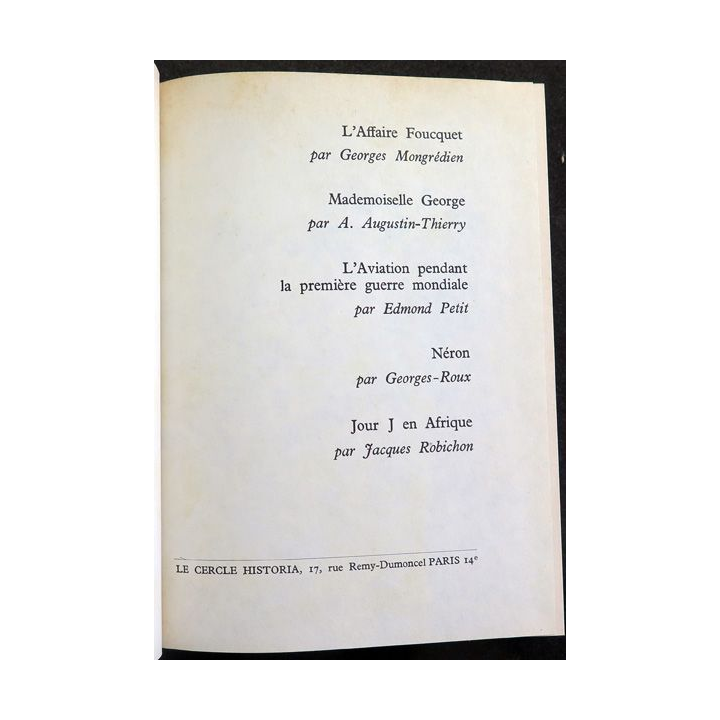 L'Affaire Foucquet
par Georges Mongrédien
Mademoiselle George
par A. Augustin-Thierry
L'Aviation pendant
la première guerre mondiale
par Edmond Petit
Néron
par Georges-Roux
Jour J en Afrique
par Jacques Robichon
LE CERCLE HISTORIA, 17, rue Remy-Dumoncel PARIS 14e